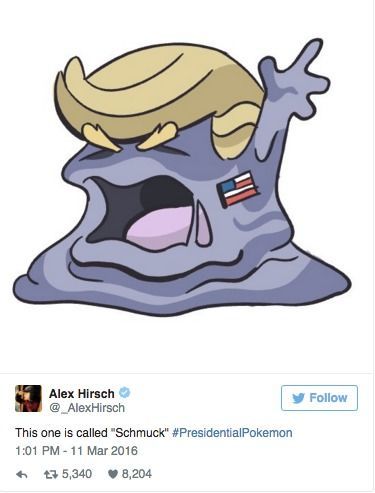 Alex Hirsch
@_AlexHirsch
Follow
This one is called "Schmuck" #PresidentialPokemon
1:01 PM - 11 Mar 2016
5,340 8,204